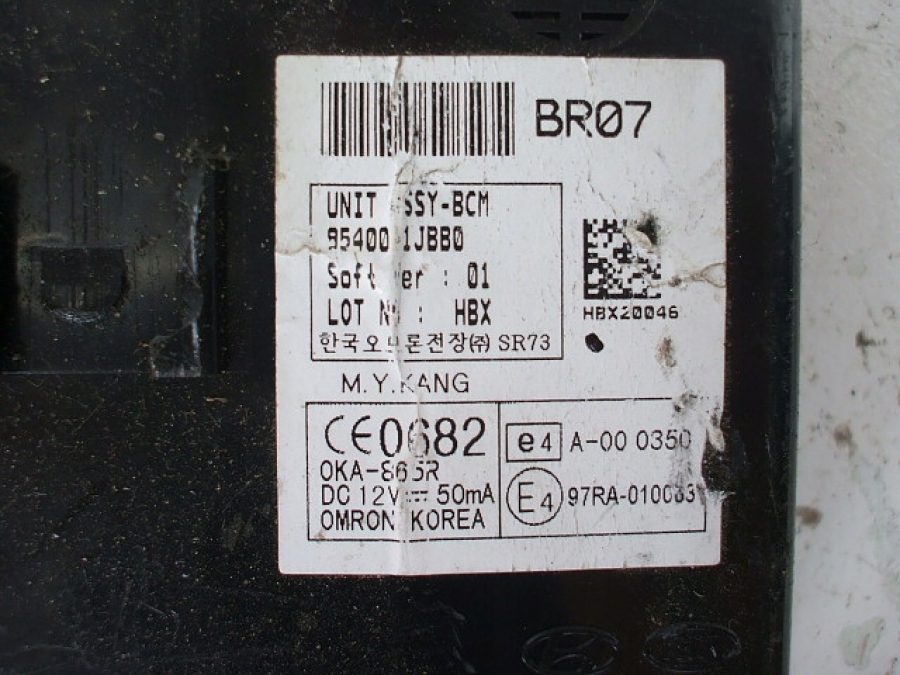 BR07
UNIT SSY-BCM
95400 1JBB0
Soft er : 01
LOT N : HBX
HBX20046
한국오므론전장(주) SR73
M.Y.KANG
CE0682
e4 A-00 0350
OKA-865R
DC 12V 50mA
E4 97RA-010063
OMRON KOREA